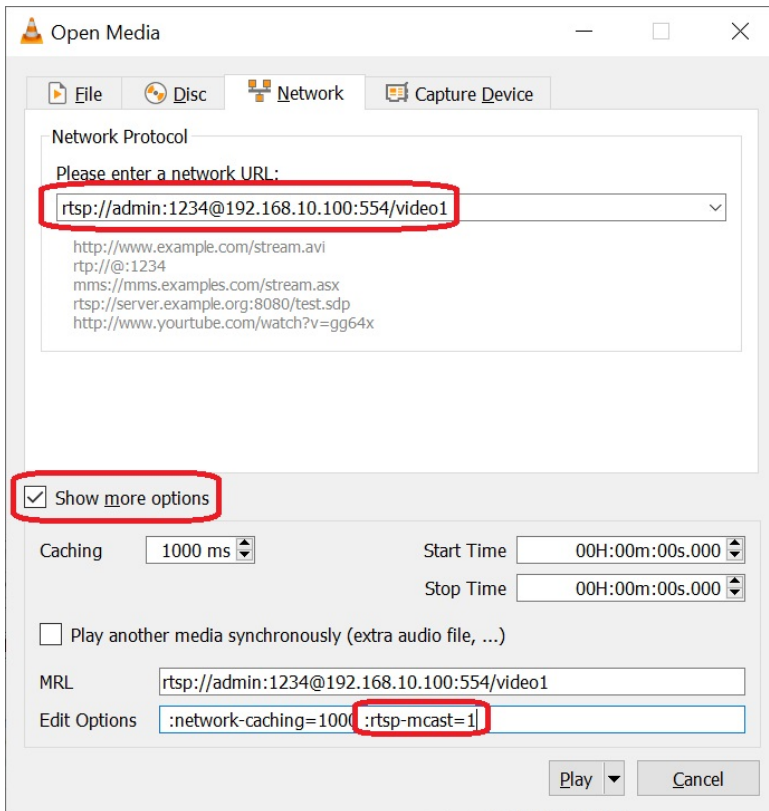 Open Media
File Disc Network Capture Device
Network Protocol
Please enter a network URL:
rtsp://admin:1234@192.168.10.100:554/video1
http://www.example.com/stream.avi
rtp://@:1234
mms://mms.examples.com/stream.asx
rtsp://server.example.org:8080/test.sdp
http://www.yourtube.com/watch?v=gg64x
Show more options
Caching 1000 ms Start Time 00H:00m:00s.000
Stop Time 00H:00m:00s.000
Play another media synchronously (extra audio file, ...)
MRL rtsp://admin:1234@192.168.10.100:554/video1
Edit Options :network-caching=1000 :rtsp-mcast=1
Play Cancel